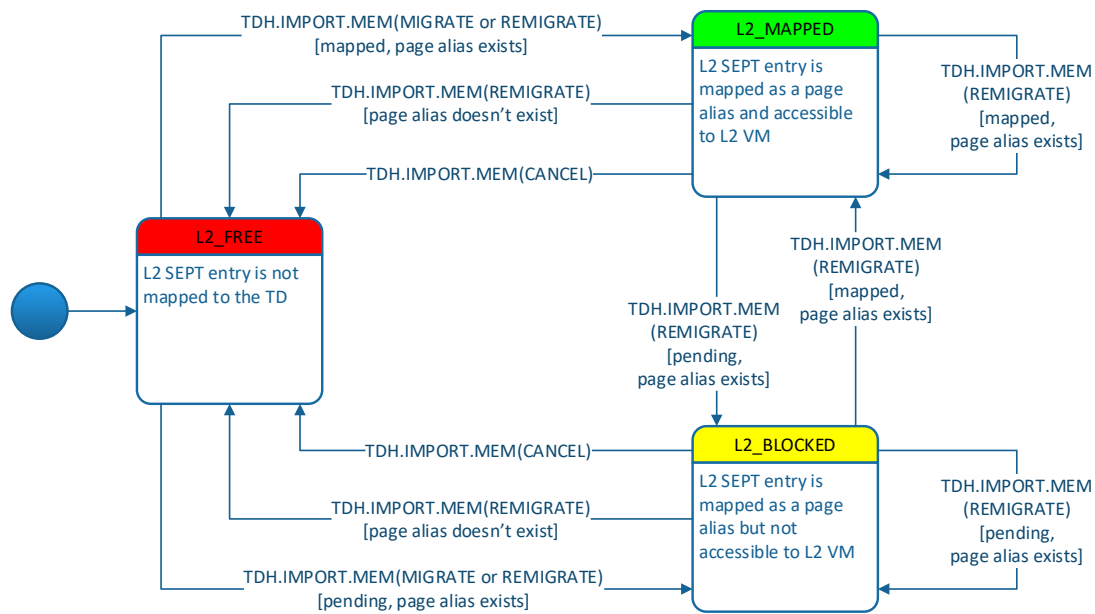 TDH.IMPORT.MEM(MIGRATE or REMIGRATE)
[mapped, page alias exists]
L2_MAPPED
L2 SEPT entry is
mapped as a page
alias and accessible
to L2 VM
TDH.IMPORT.MEM
(REMIGRATE)
[mapped,
page alias exists]
TDH.IMPORT.MEM(REMIGRATE)
[page alias doesn’t exist]
TDH.IMPORT.MEM(CANCEL)
L2_FREE
L2 SEPT entry is not
mapped to the TD
TDH.IMPORT.MEM
(REMIGRATE)
[mapped,
page alias exists]
TDH.IMPORT.MEM
(REMIGRATE)
[pending,
page alias exists]
TDH.IMPORT.MEM(CANCEL)
L2_BLOCKED
L2 SEPT entry is
mapped as a page
alias but not
accessible to L2 VM
TDH.IMPORT.MEM
(REMIGRATE)
[pending,
page alias exists]
TDH.IMPORT.MEM(REMIGRATE)
[page alias doesn’t exist]
TDH.IMPORT.MEM(MIGRATE or REMIGRATE)
[pending, page alias exists]